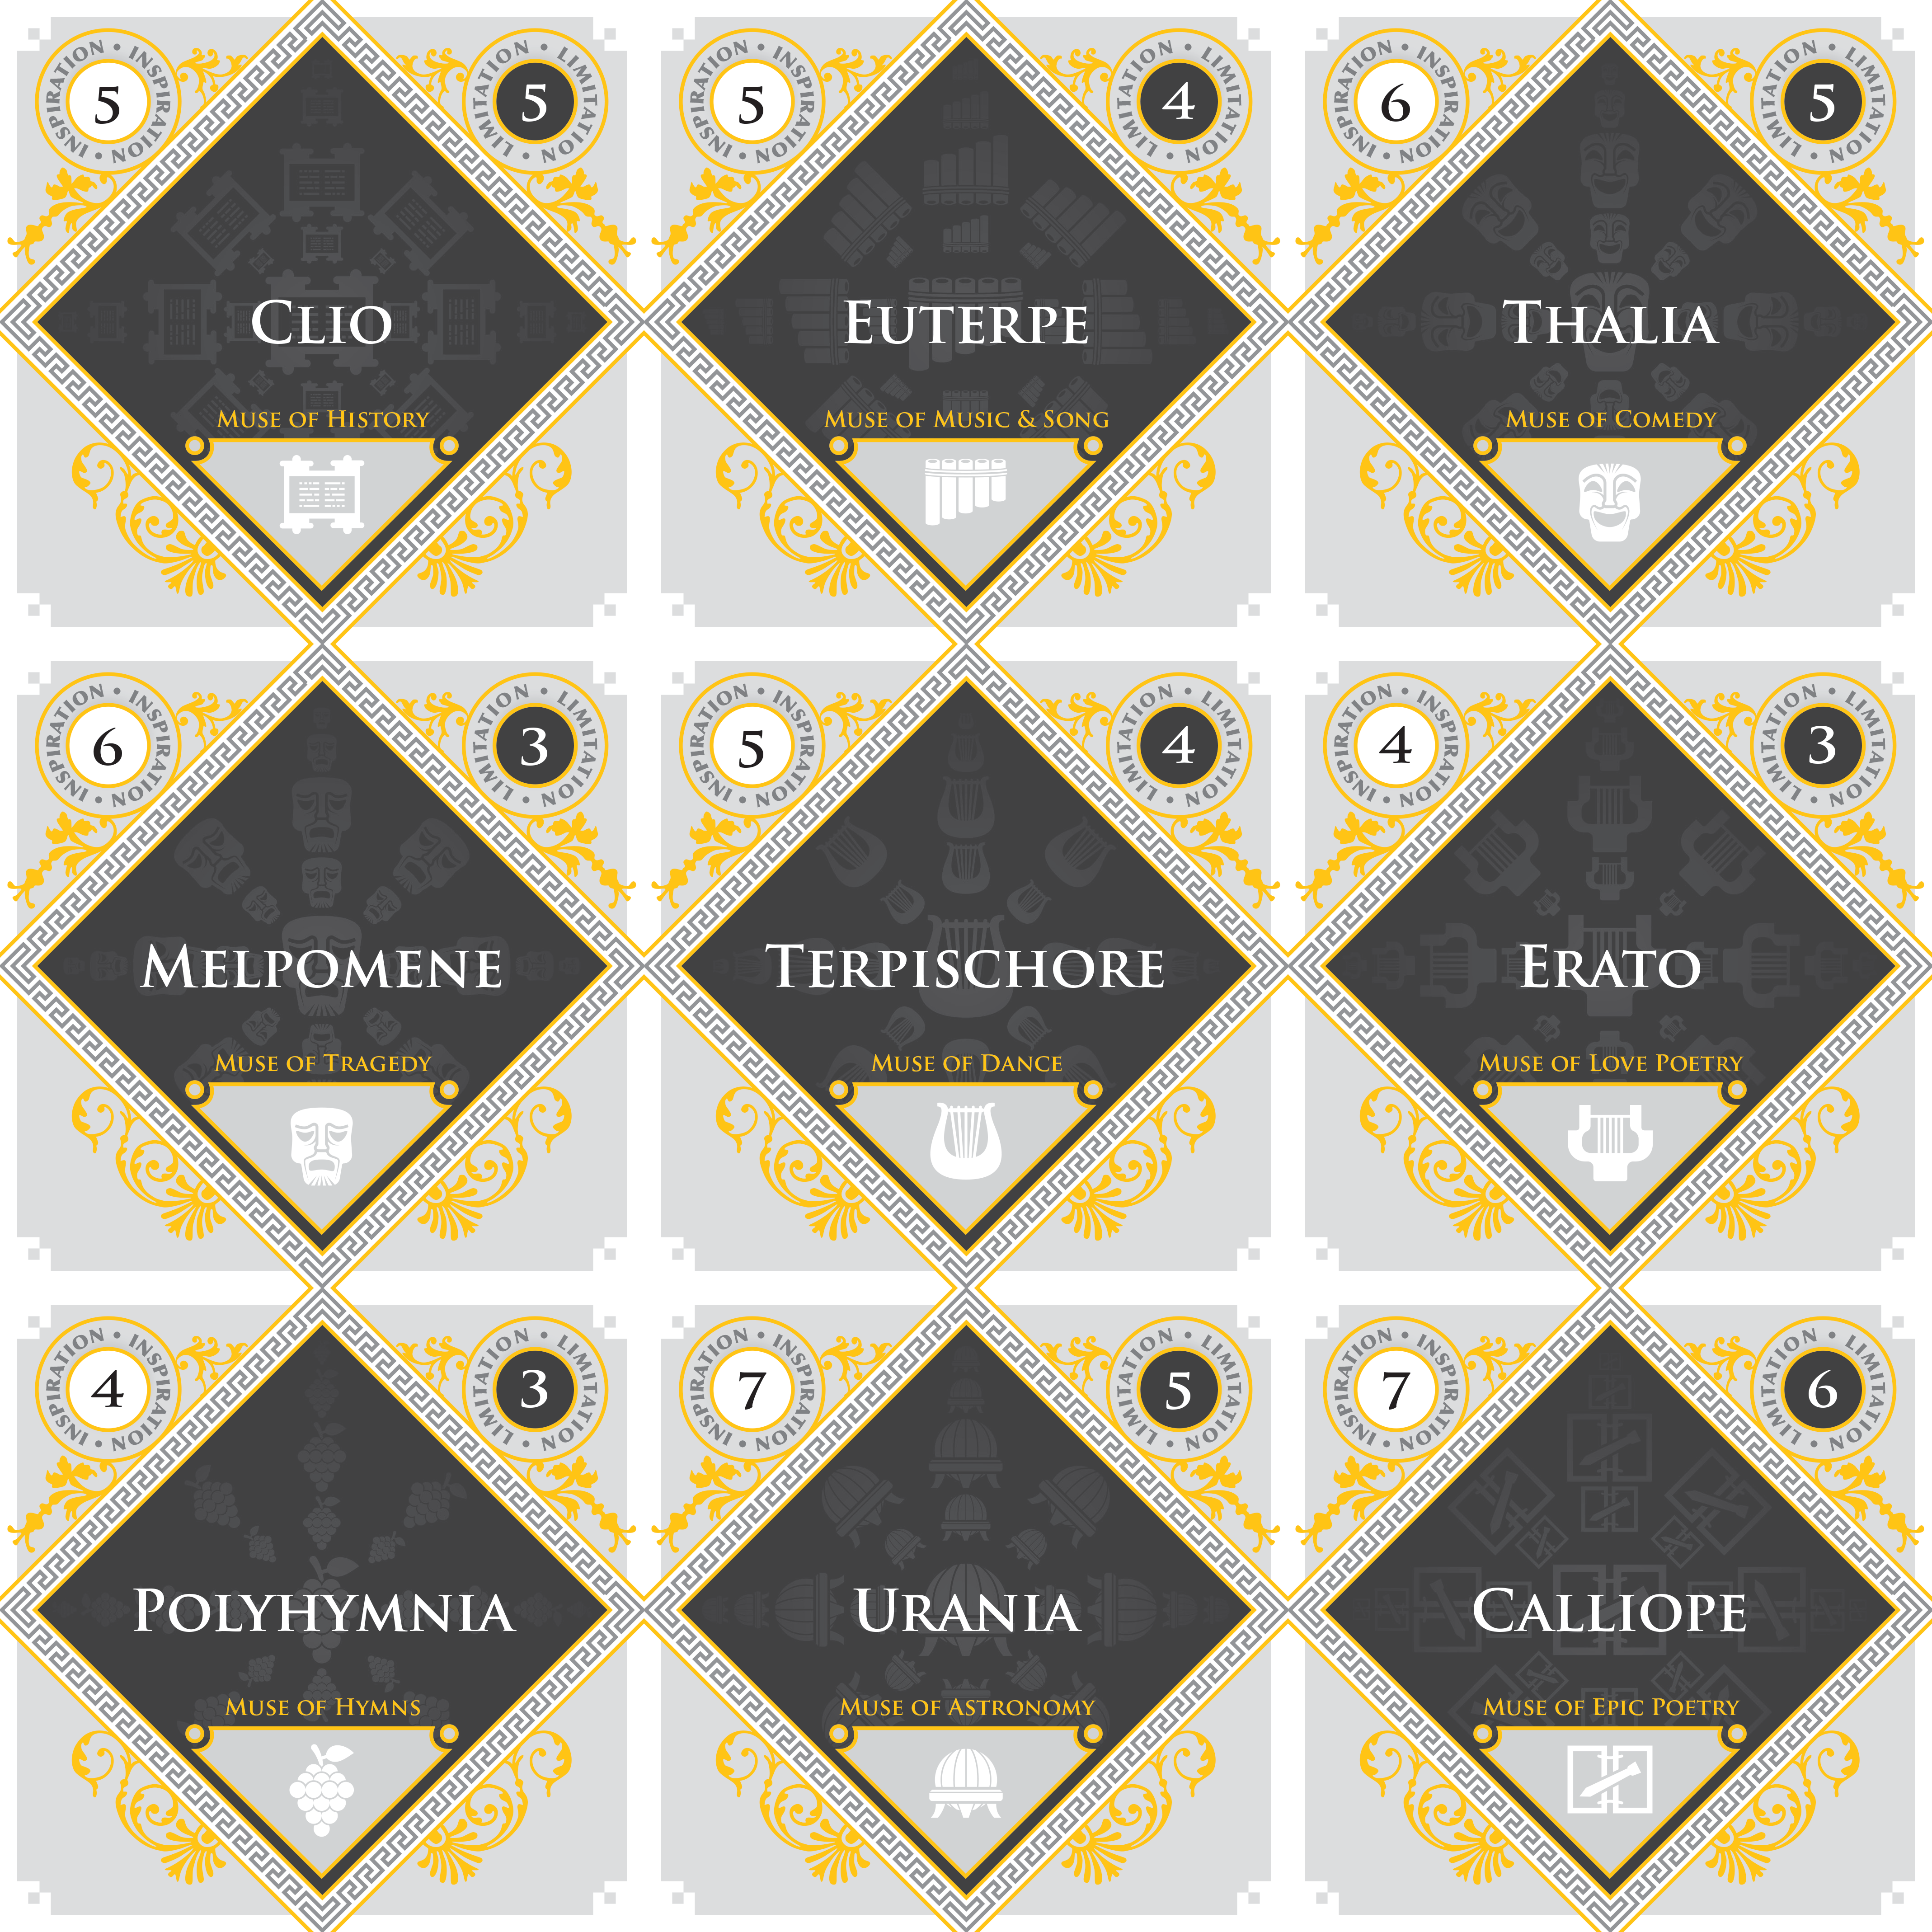 INSPIRATION • INSPIRATION •
5
LIMITATION • LIMITATION •
5
CLIO
MUSE OF HISTORY
INSPIRATION • INSPIRATION •
5
LIMITATION • LIMITATION •
4
EUTERPE
MUSE OF MUSIC & SONG
INSPIRATION • INSPIRATION •
6
LIMITATION • LIMITATION •
5
THALIA
MUSE OF COMEDY
INSPIRATION • INSPIRATION •
6
LIMITATION • LIMITATION •
3
MELPOMENE
MUSE OF TRAGEDY
INSPIRATION • INSPIRATION •
5
LIMITATION • LIMITATION •
4
TERPISCHORE
MUSE OF DANCE
INSPIRATION • INSPIRATION •
4
LIMITATION • LIMITATION •
3
ERATO
MUSE OF LOVE POETRY
INSPIRATION • INSPIRATION •
4
LIMITATION • LIMITATION •
3
POLYHYMNIA
MUSE OF HYMNS
INSPIRATION • INSPIRATION •
7
LIMITATION • LIMITATION •
5
URANIA
MUSE OF ASTRONOMY
INSPIRATION • INSPIRATION •
7
LIMITATION • LIMITATION •
6
CALLIOPE
MUSE OF EPIC POETRY